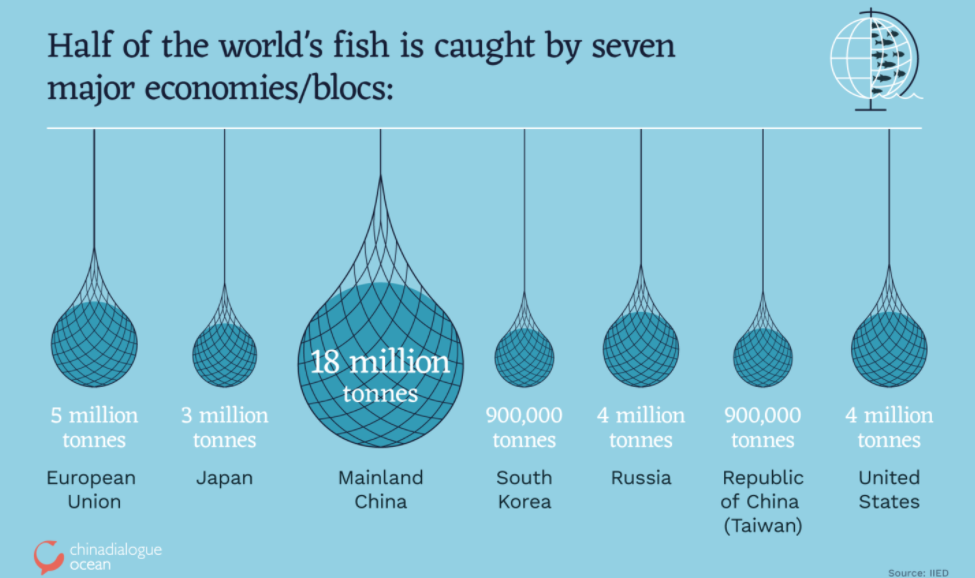 Half of the world's fish is caught by seven
major economies/blocs:
5 million
tonnes
European
Union
3 million
tonnes
Japan
18 million
tonnes
Mainland
China
900,000
tonnes
South
Korea
4 million
tonnes
Russia
900,000
tonnes
Republic
of China
(Taiwan)
4 million
tonnes
United
States
chinadialogue
ocean
Source: IIED